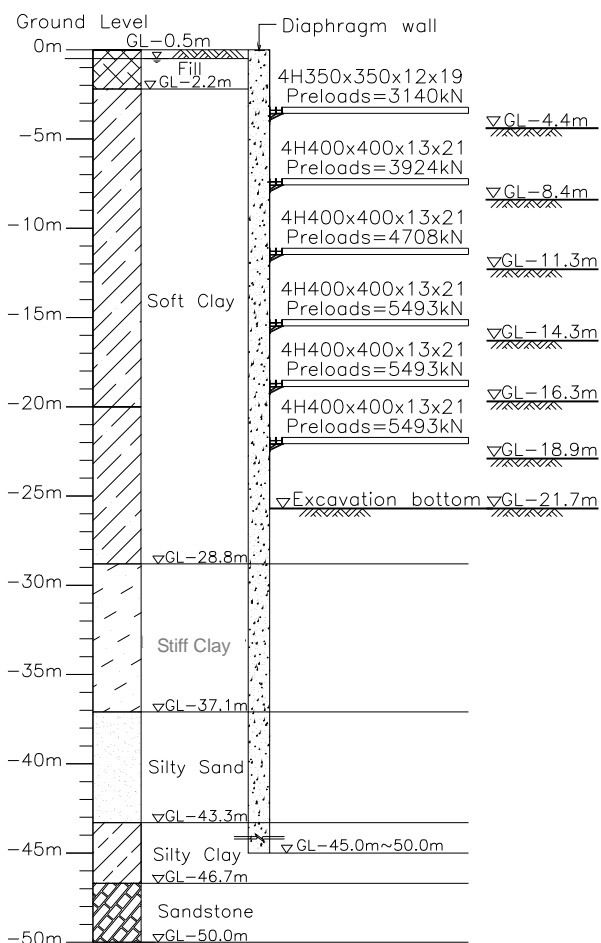 Ground Level
0m
GL-0.5m
Diaphragm wall
Fill
GL-2.2m
4H350x350x12x19
Preloads=3140kN
GL-4.4m
-5m
4H400x400x13x21
Preloads=3924kN
GL-8.4m
-10m
4H400x400x13x21
Preloads=4708kN
GL-11.3m
Soft Clay
4H400x400x13x21
Preloads=5493kN
-15m
GL-14.3m
4H400x400x13x21
Preloads=5493kN
GL-16.3m
-20m
4H400x400x13x21
Preloads=5493kN
GL-18.9m
-25m
Excavation bottom
GL-21.7m
GL-28.8m
-30m
Stiff Clay
-35m
GL-37.1m
-40m
Silty Sand
GL-43.3m
-45m
Silty Clay
GL-45.0m~50.0m
GL-46.7m
Sandstone
GL-50.0m
-50m